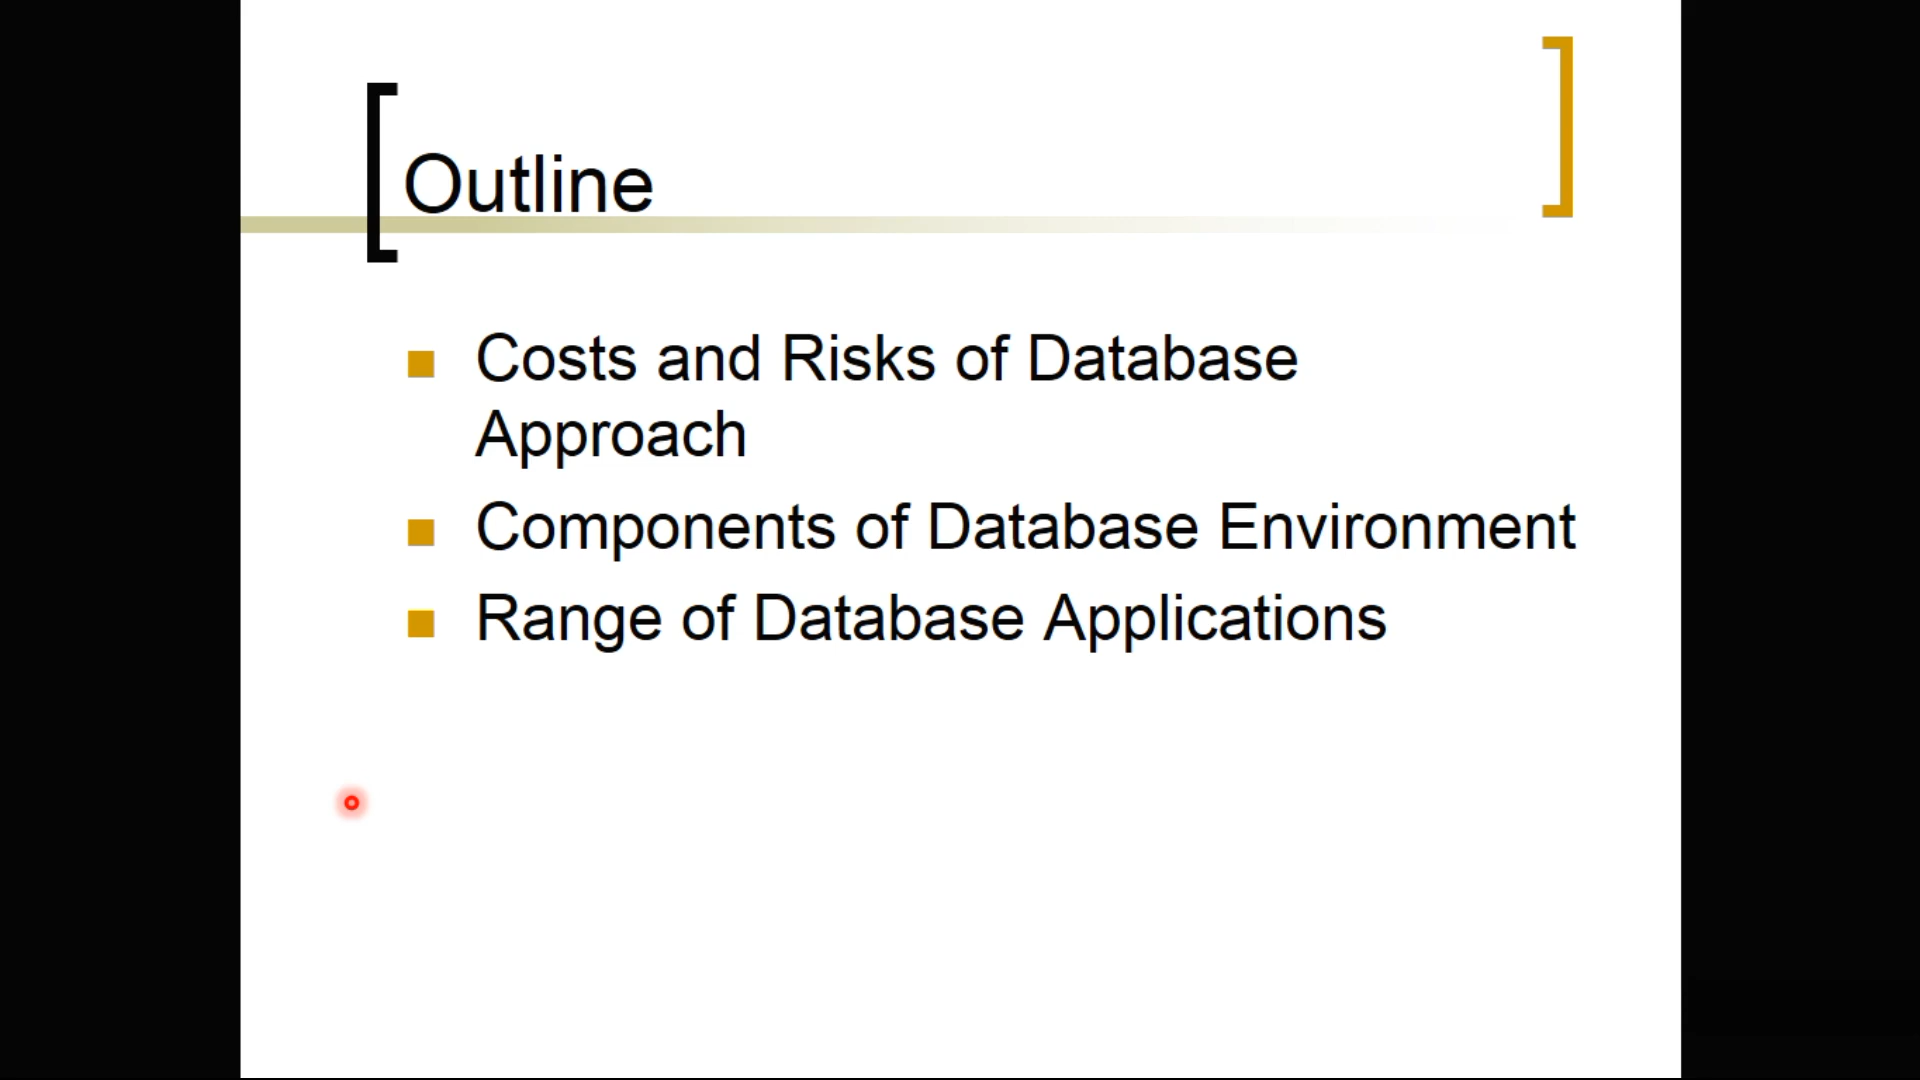 Outline
Costs and Risks of Database
Approach
Components of Database Environment
Range of Database Applications